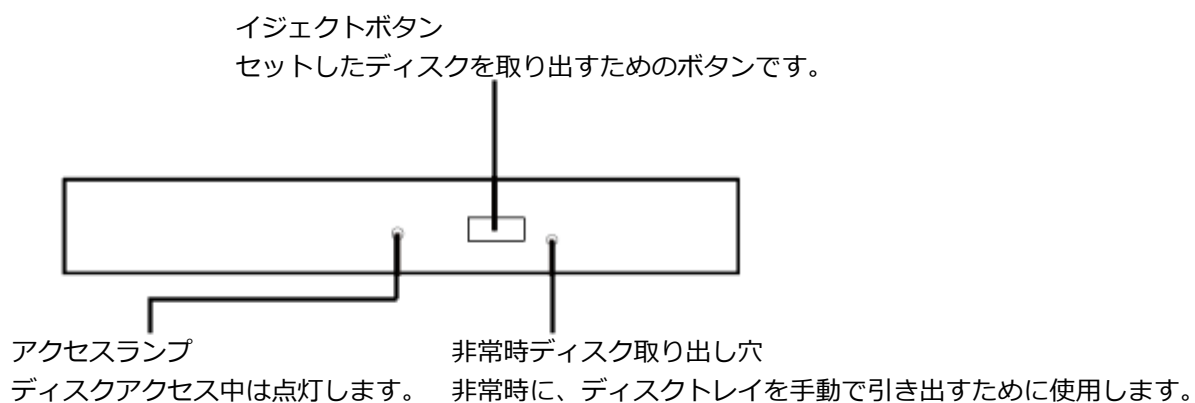 イジェクトボタン
セットしたディスクを取り出すためのボタンです。
アクセスランプ
ディスクアクセス中は点灯します。
非常時ディスク取り出し穴
非常時に、ディスクトレイを手動で引き出すために使用します。